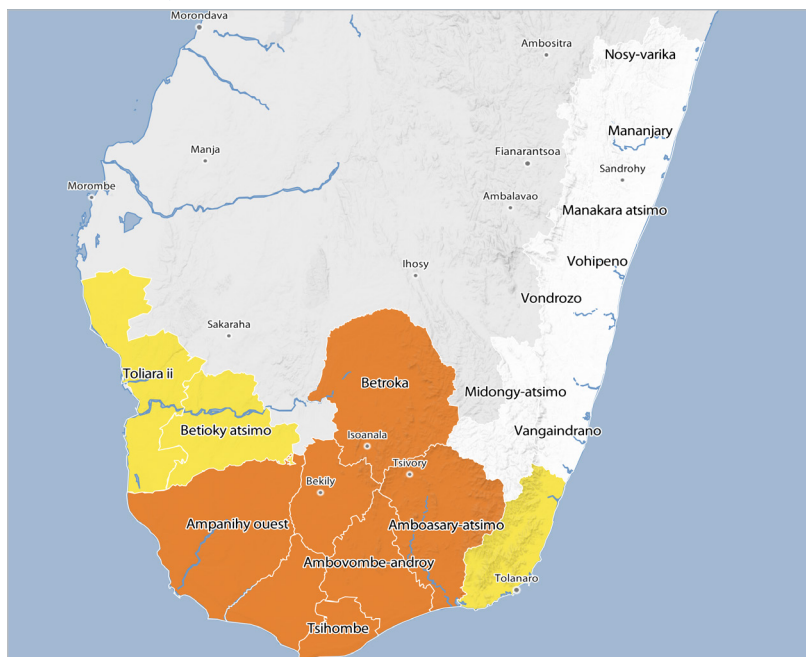 Morondava
Ambositra
Nosy-varika
Mananjary
Manja
Fianarantsoa
Sandrohy
Morombe
Ambalavao
Manakara atsimo
Ihosy
Vohipeno
Vondrozo
Sakaraha
Toliara ii
Betroka
Midongy-atsimo
Betioky atsimo
Isoanala
Vangaindrano
Tsivory
Bekily
Ampanihy ouest
Amboasary-atsimo
Ambovombe-androy
Tolanaro
Tsihombe